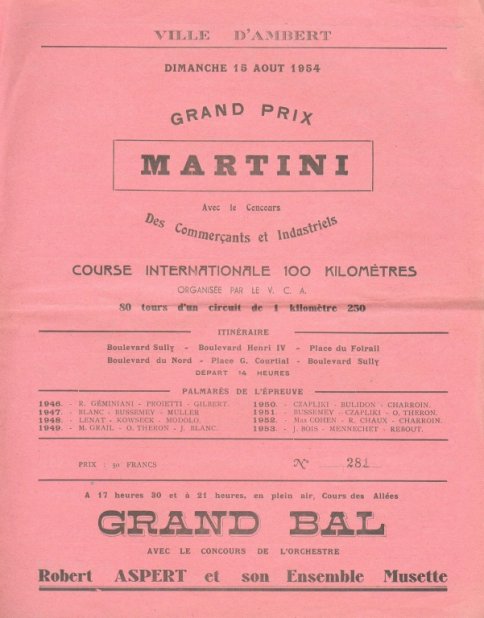 VILLE D'AMBERT
DIMANCHE 15 AOUT 1954
GRAND PRIX
MARTINI
Avec le Concours
Des Commerçants et Industriels
COURSE INTERNATIONALE 100 KILOMÈTRES
ORGANISÉE PAR LE V. C. A.
80 tours d'un circuit de 1 kilomètre 250
ITINÉRAIRE
Boulevard Sully - Boulevard Henri IV - Place du Foirail
Boulevard du Nord - Place G. Courtial - Boulevard Sully
DÉPART 14 HEURES
PALMARÈS DE L'ÉPREUVE
1946. - R. GÉMINIANI - PROIETTI - GILBERT.
1947. - BLANC - BUSSEMEY - MULLER
1948. - LENAT - KOWSECK - MODOLO.
1949. - M. GRAIL - O. THERON - J. BLANC.
1950. - CZAPLIKI - BULIDON - CHARROIN.
1951. - BUSSEMEY - CZAPLIKI - O. THERON.
1952. - MAX COHEN - R. CHAUX - CHARROIN.
1953. - J. BOIS - MENNECHET - REBOUT.
PRIX : 50 FRANCS
N° 281
A 17 heures 30 et à 21 heures, en plein air, Cours des Allées
GRAND BAL
AVEC LE CONCOURS DE L'ORCHESTRE
Robert ASPERT et son Ensemble Musette